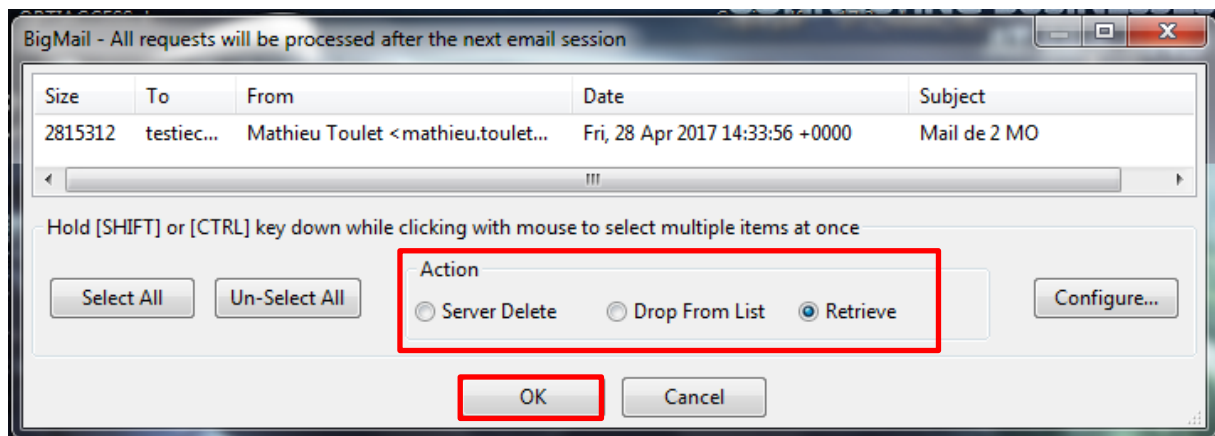 BigMail - All requests will be processed after the next email session
Size To From Date Subject
2815312 testiec... Mathieu Toulet <mathieu.toulet... Fri, 28 Apr 2017 14:33:56 +0000 Mail de 2 MO
Hold [SHIFT] or [CTRL] key down while clicking with mouse to select multiple items at once
Action
Select All Un-Select All Server Delete Drop From List Retrieve Configure...
OK Cancel